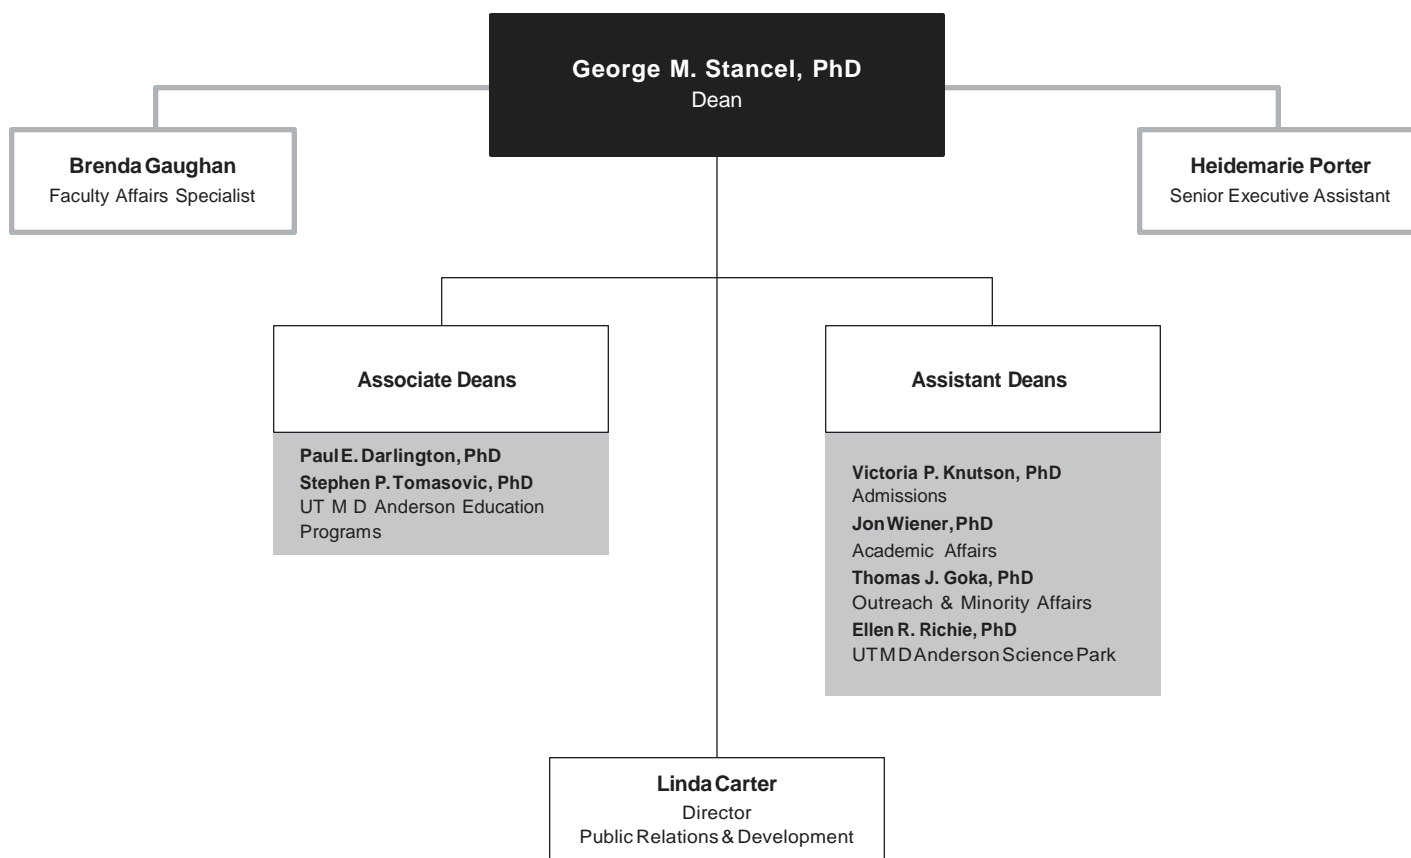 George M. Stancel, PhD
Dean
Brenda Gaughan
Faculty Affairs Specialist
Heidemarie Porter
Senior Executive Assistant
Associate Deans
Paul E. Darlington, PhD
Stephen P. Tomasovic, PhD
UT M D Anderson Education
Programs
Assistant Deans
Victoria P. Knutson, PhD
Admissions
Jon Wiener, PhD
Academic Affairs
Thomas J. Goka, PhD
Outreach & Minority Affairs
Ellen R. Richie, PhD
UT M D Anderson Science Park
Linda Carter
Director
Public Relations & Development